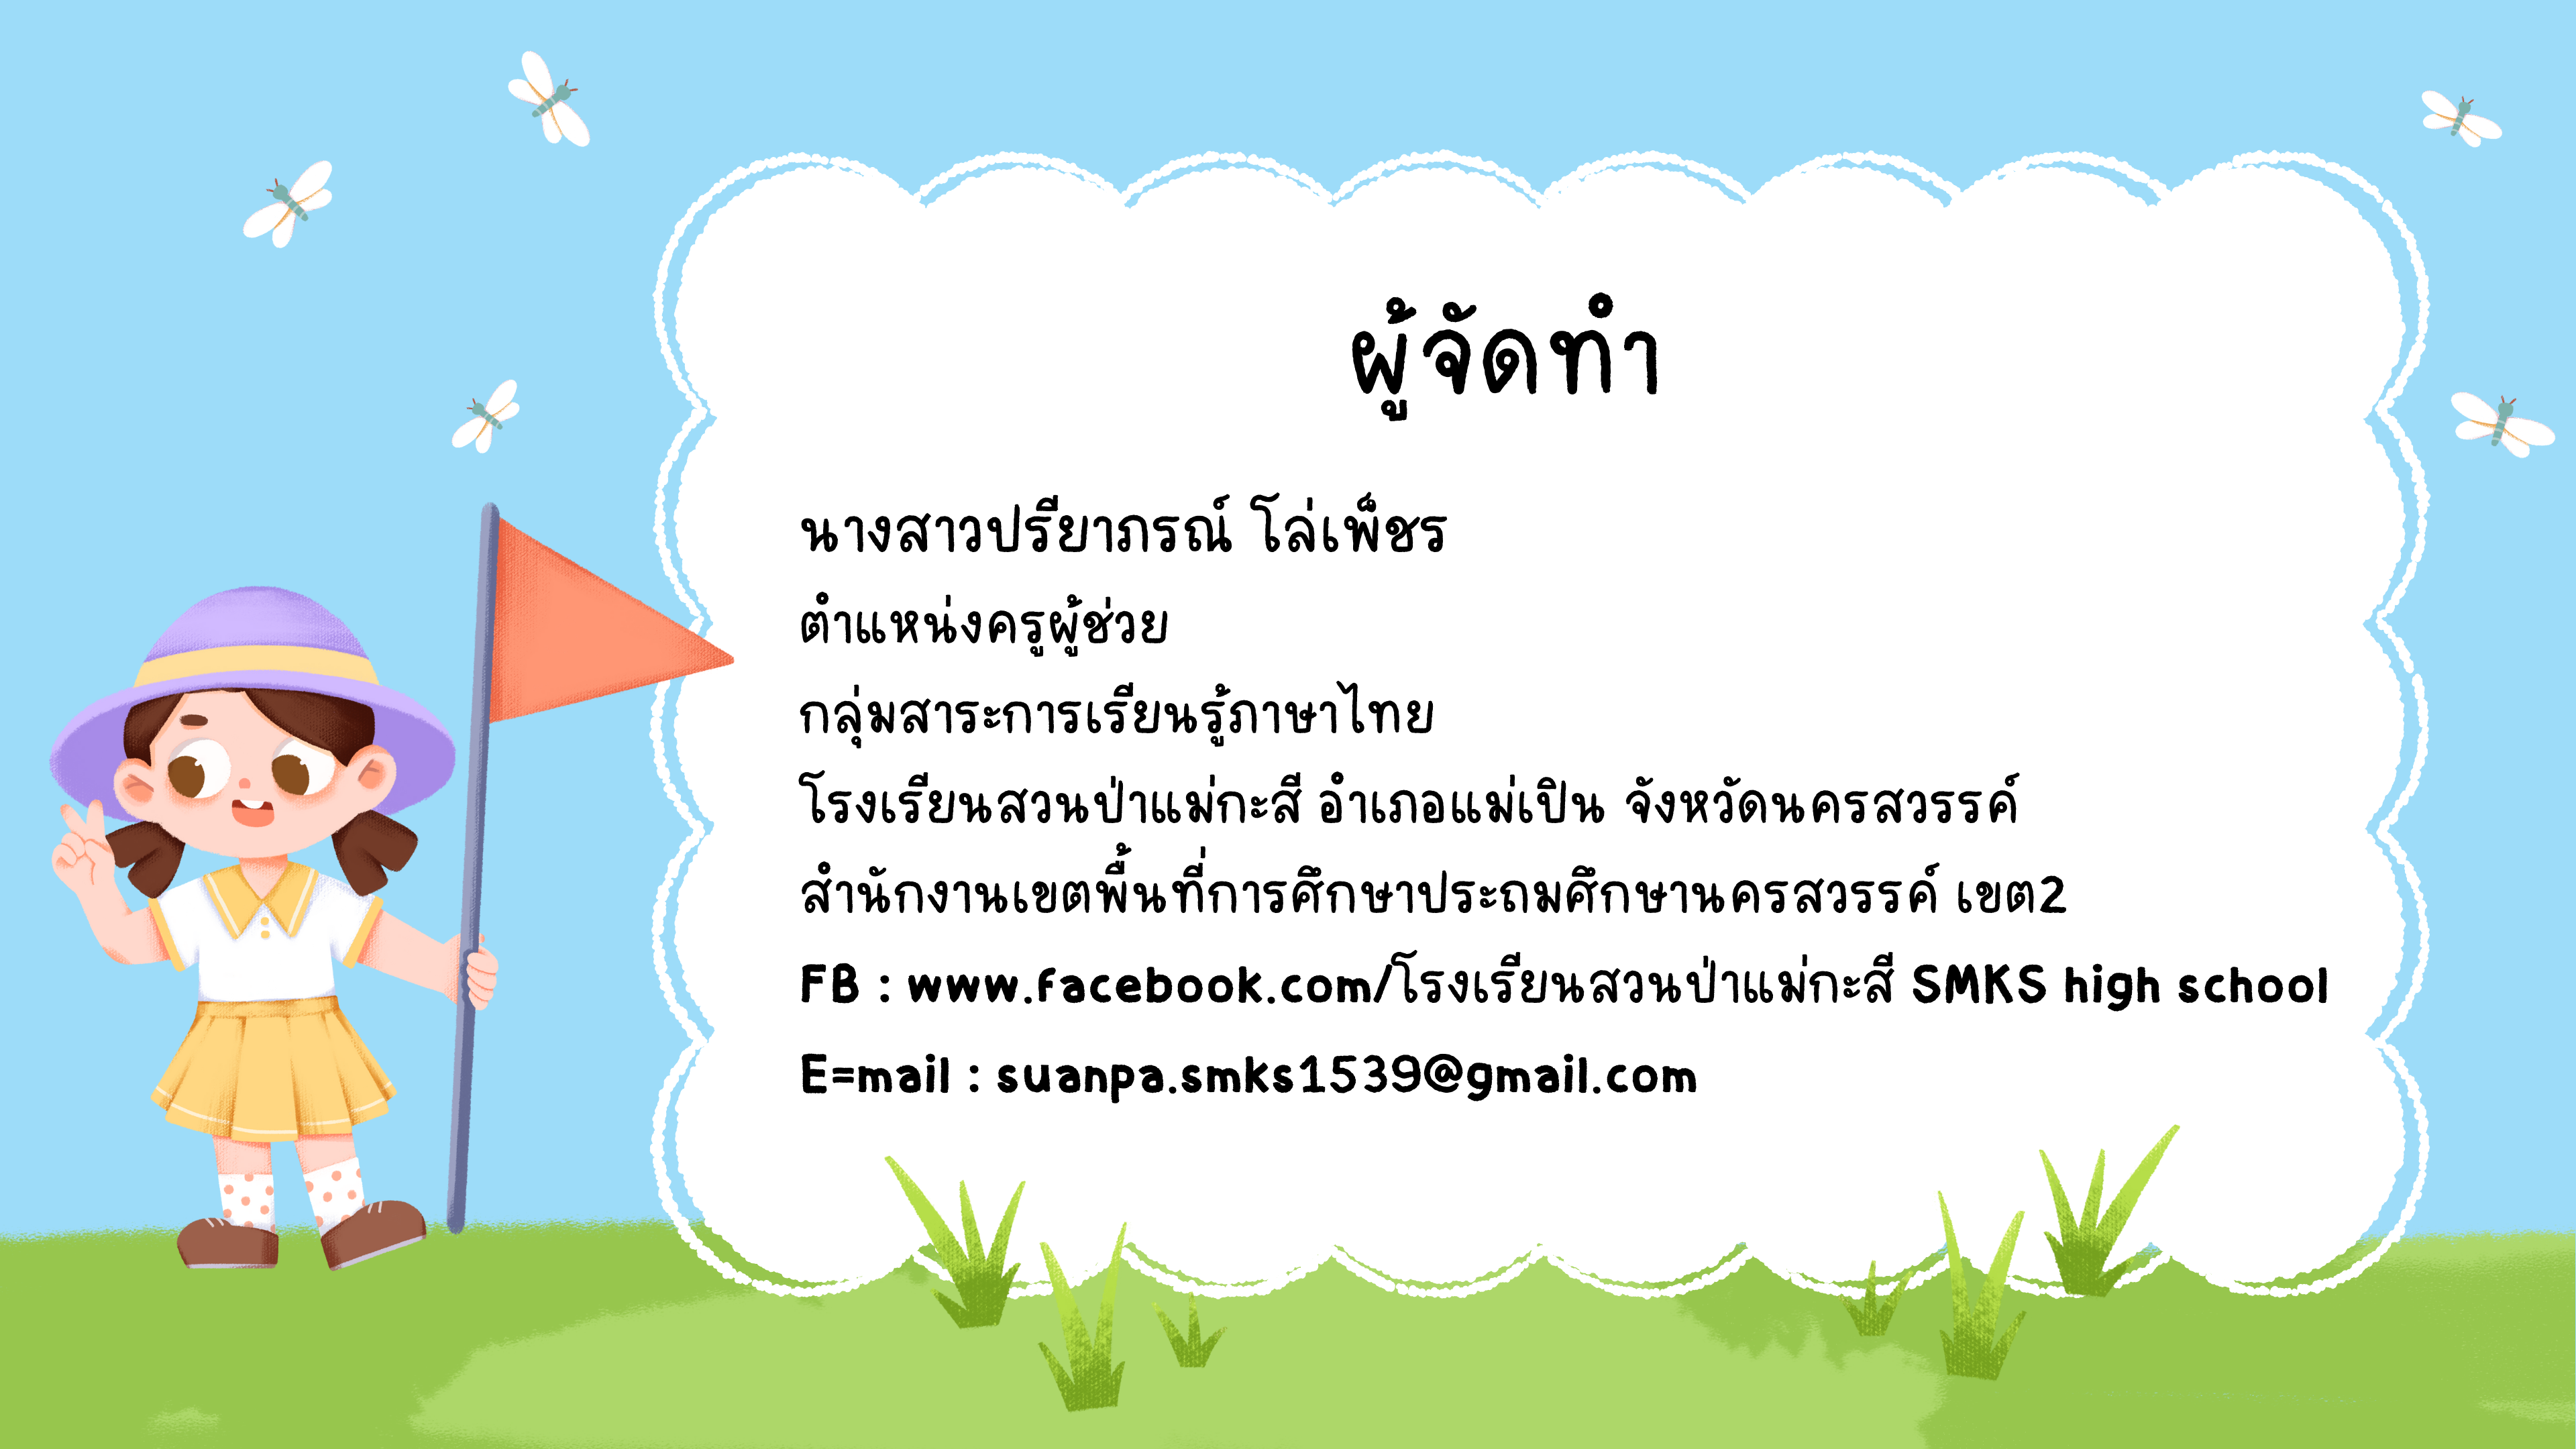 ผู้จัดทำ
นางสาวปรียาภรณ์ โล่เพ็ชร
ตำแหน่งครูผู้ช่วย
กลุ่มสาระการเรียนรู้ภาษาไทย
โรงเรียนสวนป่าแม่กะสี อำเภอแม่เปิน จังหวัดนครสวรรค์
สำนักงานเขตพื้นที่การศึกษาประถมศึกษานครสวรรค์ เขต2
FB : www.facebook.com/โรงเรียนสวนป่าแม่กะสี SMKS high school
E=mail : suanpa.smks1539@gmail.com